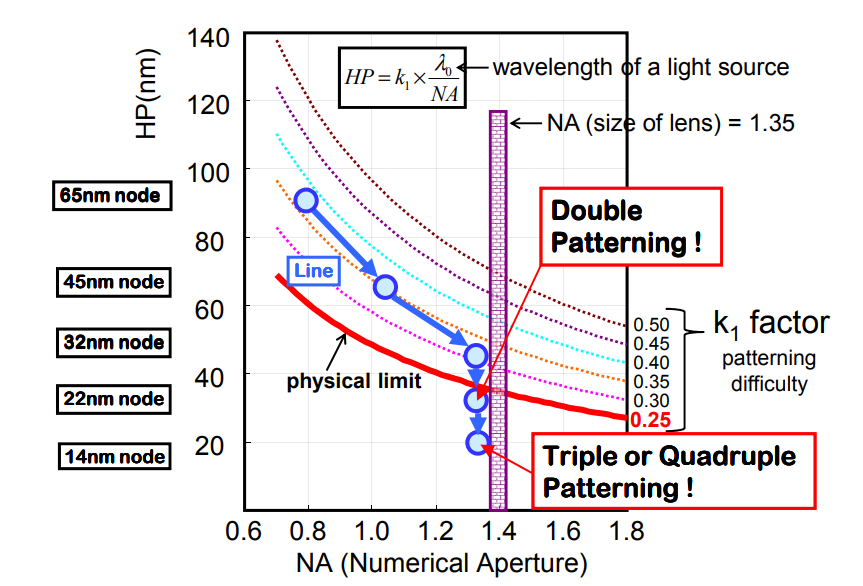 HP(nm)
140
120
100
80
60
40
20
HP = k1 × λ0 / NA
wavelength of a light source
NA (size of lens) = 1.35
65nm node
45nm node
32nm node
22nm node
14nm node
Double
Patterning !
Line
physical limit
0.50
0.45
0.40
0.35
0.30
0.25
k1 factor
patterning
difficulty
Triple or Quadruple
Patterning !
0.6 0.8 1.0 1.2 1.4 1.6 1.8
NA (Numerical Aperture)